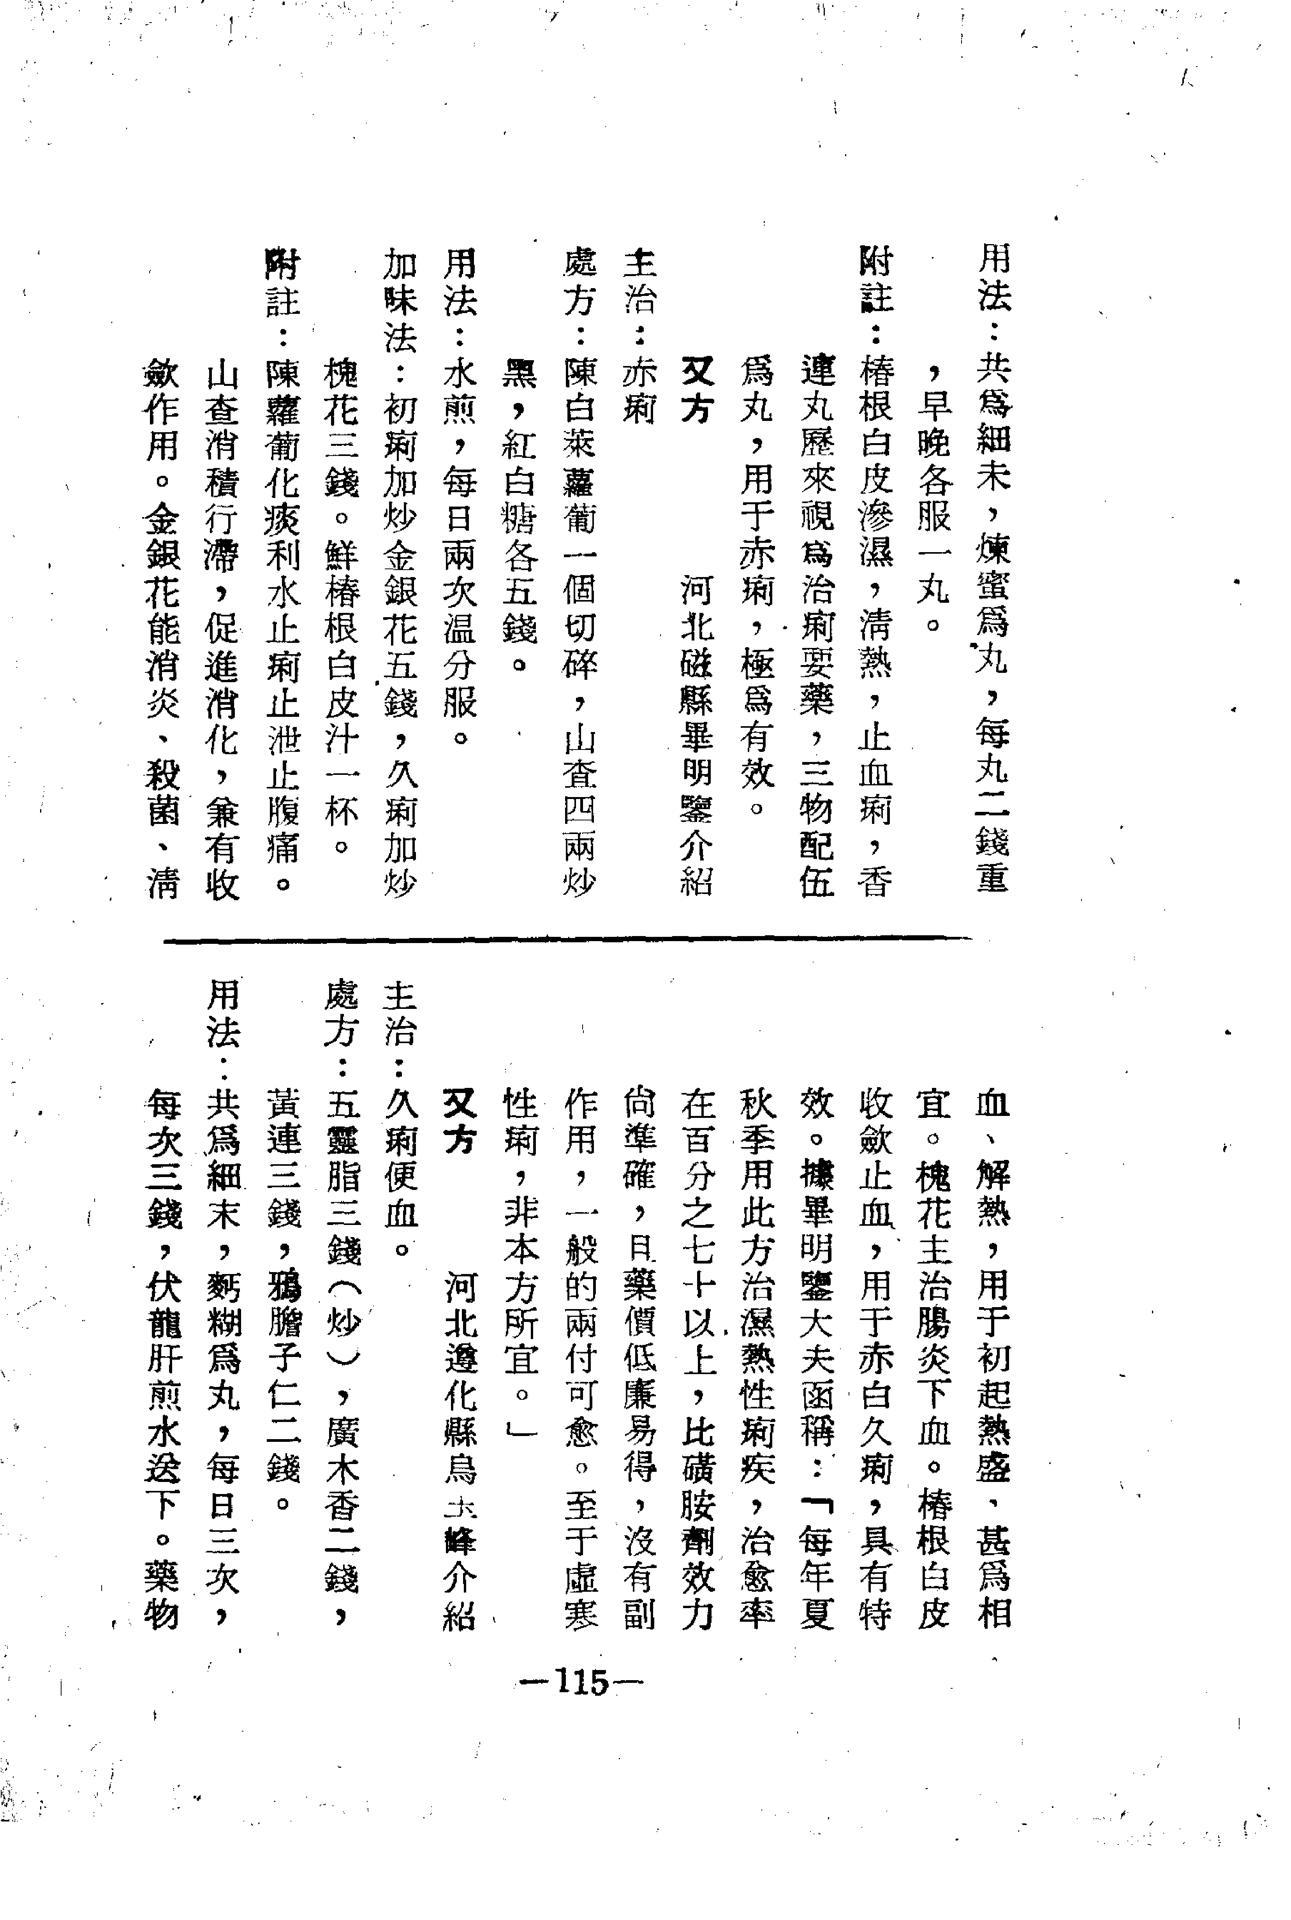 用法：共爲細末，煉蜜爲丸，每丸二錢重
，早晚各服一丸。
附註：椿根白皮滲濕，淸熱，止血痢，香
連丸歷來視爲治痢要藥，三物配伍
爲丸，用于赤痢，極爲有效。
又方　　　　河北磁縣畢明鑒介紹
主治：赤痢
處方：陳白萊蘿葡一個切碎，山査四兩炒
黑，紅白糖各五錢。
用法：水煎，每日兩次温分服。
加味法：初痢加炒金銀花五錢，久痢加炒
槐花三錢。鮮椿根白皮汁一杯。
附註：陳蘿葡化痰利水止痢止泄止腹痛。
山査消積行滯，促進消化，兼有收
歛作用。金銀花能消炎、殺菌、淸
血、解熱，用于初起熱盛、甚爲相
宜。槐花主治腸炎下血。椿根白皮
收歛止血，用于赤白久痢，具有特
效。據畢明鑒大夫函稱：「每年夏
秋季用此方治濕熱性痢疾，治愈率
在百分之七十以上，比磺胺劑效力
尙準確，且藥價低廉易得，沒有副
作用，一般的兩付可愈。至于虛寒
性痢，非本方所宜。」
又方　　　河北遵化縣烏玉峰介紹
主治：久痢便血。
處方：五靈脂三錢（炒），廣木香二錢，
黃連三錢，鴉膽子仁二錢。
用法：共爲細末，麪糊爲丸，每日三次，
每次三錢，伏龍肝煎水送下。藥物
—115—